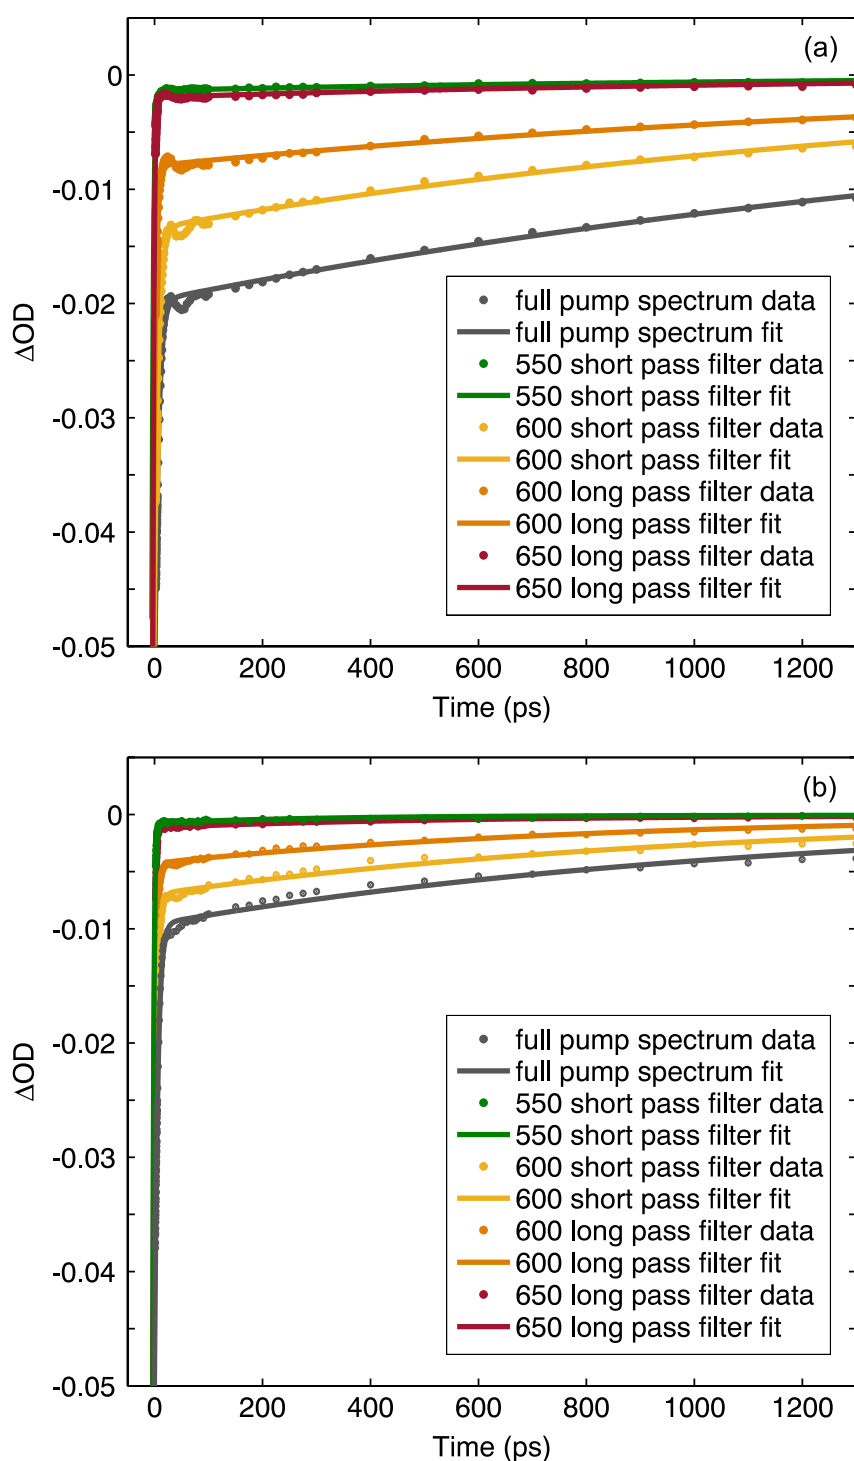 (a)
0
-0.01
-0.02
-0.03
-0.04
-0.05
ΔOD
full pump spectrum data
full pump spectrum fit
550 short pass filter data
550 short pass filter fit
600 short pass filter data
600 short pass filter fit
600 long pass filter data
600 long pass filter fit
650 long pass filter data
650 long pass filter fit
0 200 400 600 800 1000 1200
Time (ps)
(b)
0
-0.01
-0.02
-0.03
-0.04
-0.05
ΔOD
full pump spectrum data
full pump spectrum fit
550 short pass filter data
550 short pass filter fit
600 short pass filter data
600 short pass filter fit
600 long pass filter data
600 long pass filter fit
650 long pass filter data
650 long pass filter fit
0 200 400 600 800 1000 1200
Time (ps)